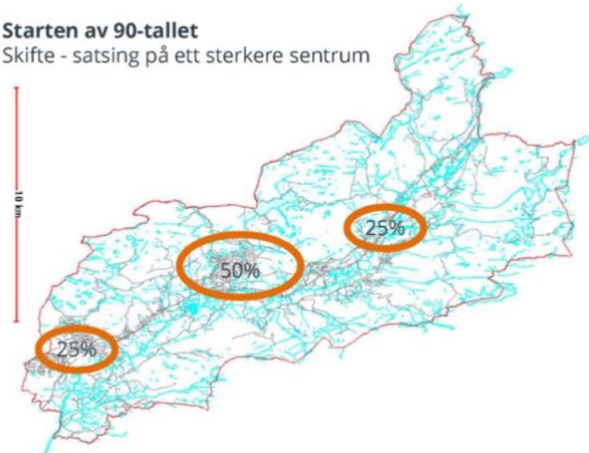 Starten av 90-tallet
Skifte - satsing på ett sterkere sentrum
10 km
25%
50%
25%